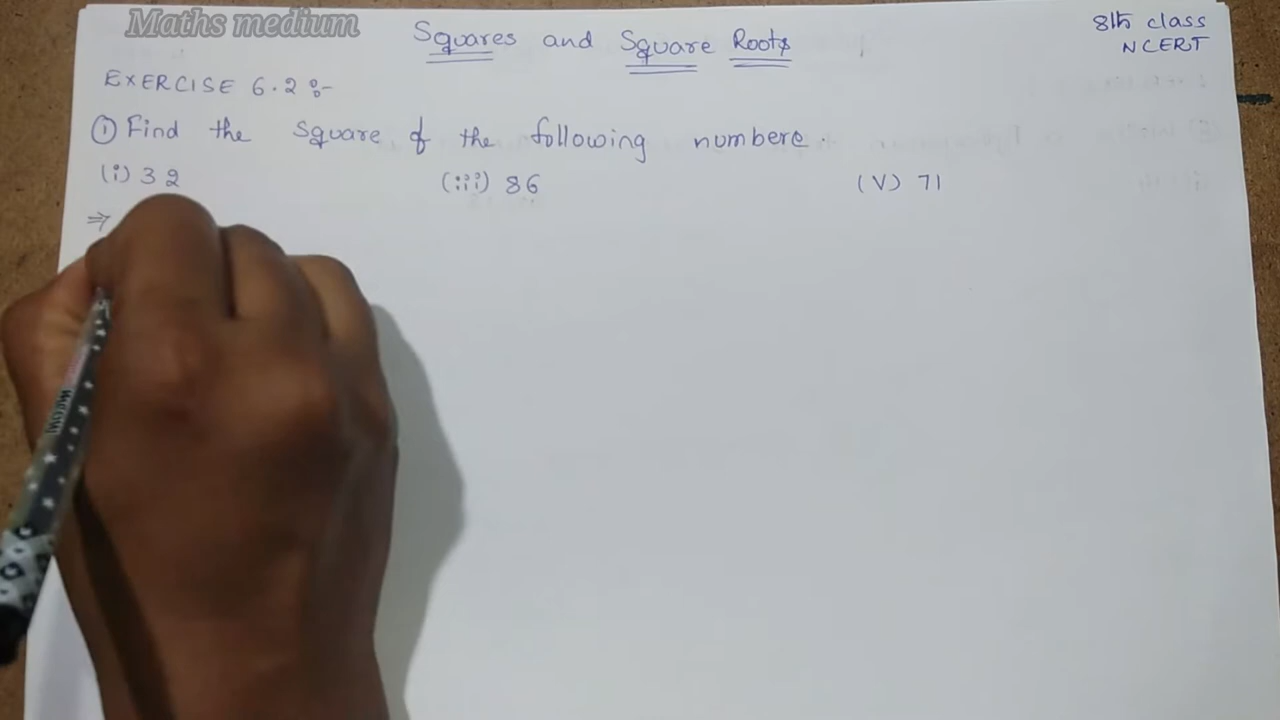 Maths medium
Squares and Square Roots
8th class
NCERT
EXERCISE 6.2 :-
① Find the square of the following numbers.
(i) 32 (iii) 86 (V) 71
⇒